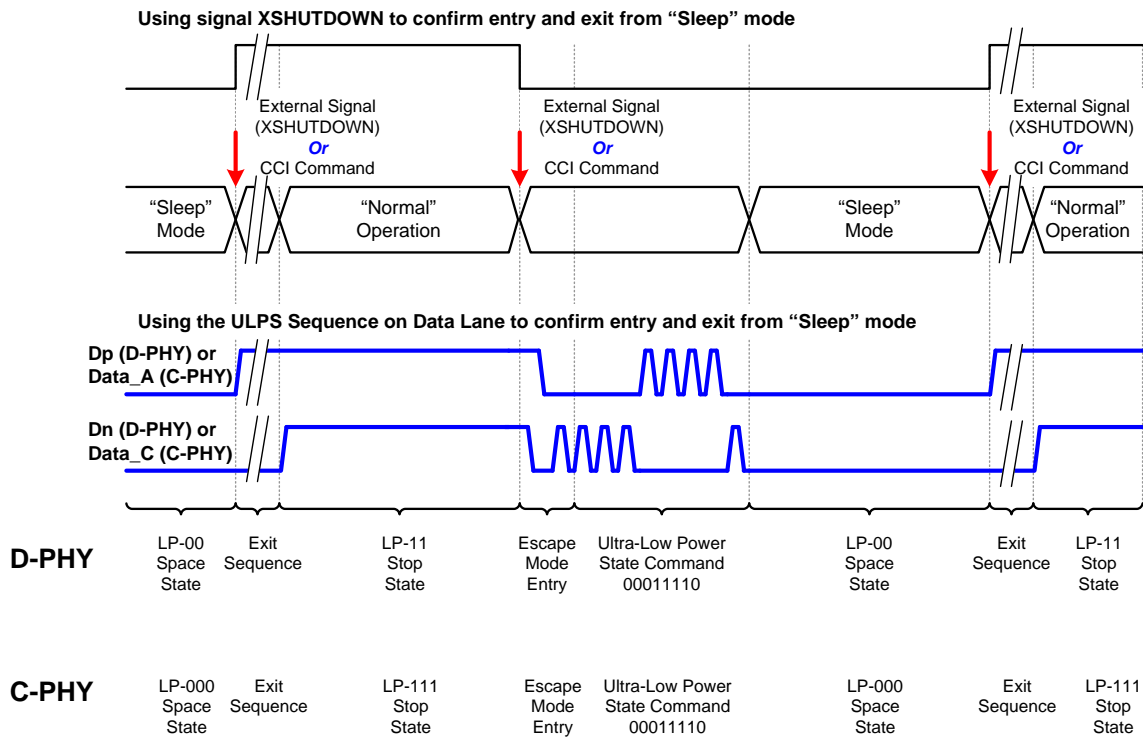 Using signal XSHUTDOWN to confirm entry and exit from “Sleep” mode
External Signal
(XSHUTDOWN)
Or
CCI Command
External Signal
(XSHUTDOWN)
Or
CCI Command
External Signal
(XSHUTDOWN)
Or
CCI Command
“Sleep”
Mode
“Normal”
Operation
“Sleep”
Mode
“Normal”
Operation
Using the ULPS Sequence on Data Lane to confirm entry and exit from “Sleep” mode
Dp (D-PHY) or
Data_A (C-PHY)
Dn (D-PHY) or
Data_C (C-PHY)
D-PHY
LP-00
Space
State
Exit
Sequence
LP-11
Stop
State
Escape
Mode
Entry
Ultra-Low Power
State Command
00011110
LP-00
Space
State
Exit
Sequence
LP-11
Stop
State
C-PHY
LP-000
Space
State
Exit
Sequence
LP-111
Stop
State
Escape
Mode
Entry
Ultra-Low Power
State Command
00011110
LP-000
Space
State
Exit
Sequence
LP-111
Stop
State